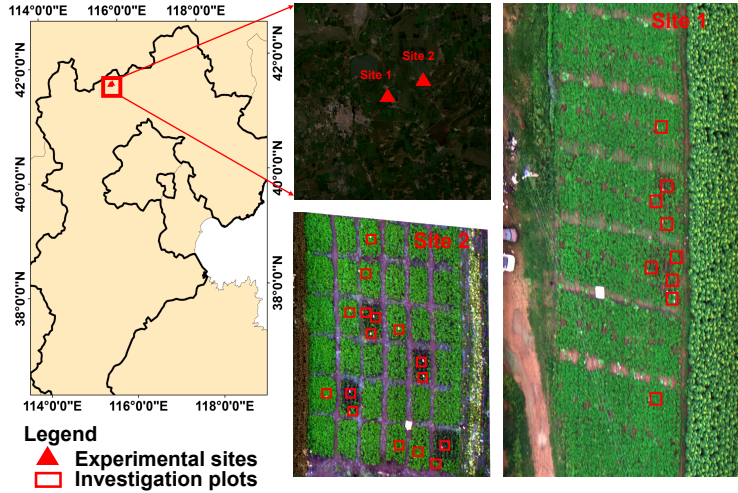 114°0'0"E 116°0'0"E 118°0'0"E
42°0'0"N
40°0'0"N
38°0'0"N
42°0'0"N
40°0'0"N
38°0'0"N
114°0'0"E 116°0'0"E 118°0'0"E
Site 2
Site 1
Site 2
Site 1
Legend
Experimental sites
Investigation plots